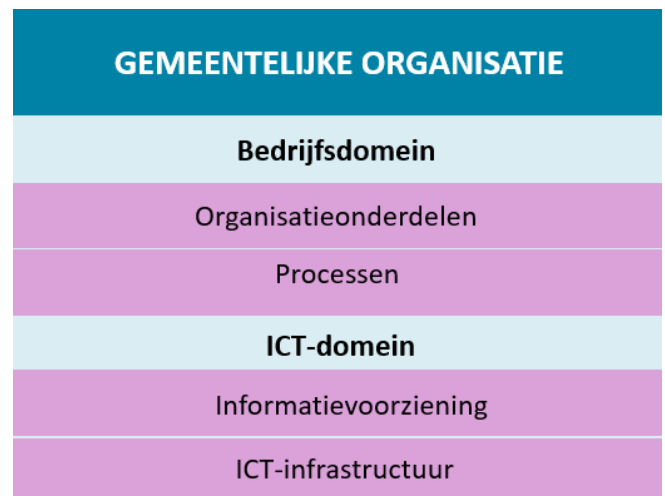 GEMEENTELIJKE ORGANISATIE
Bedrijfsdomein
Organisatieonderdelen
Processen
ICT-domein
Informatievoorziening
ICT-infrastructuur